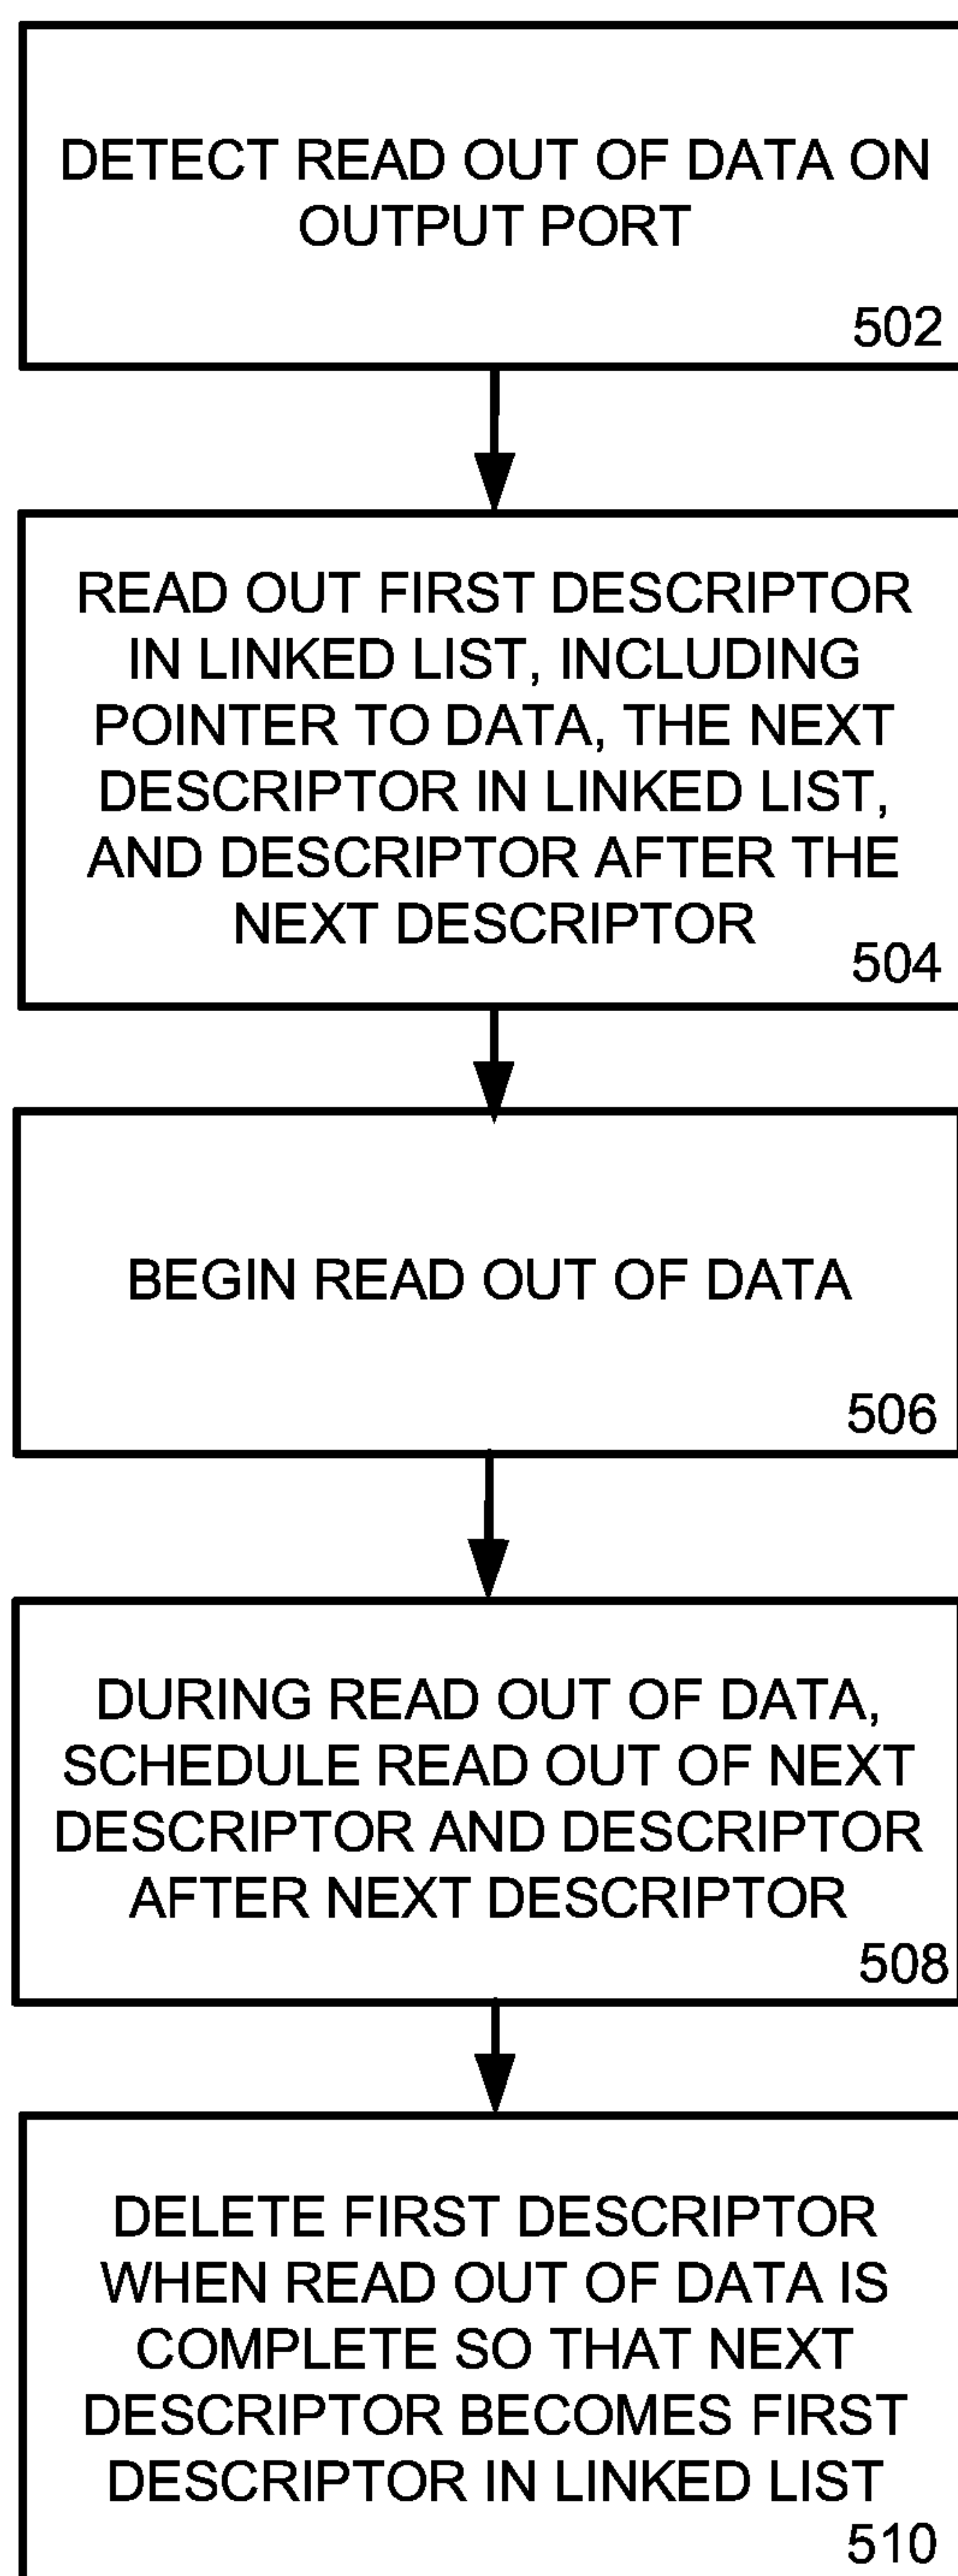 DETECT READ OUT OF DATA ON
OUTPUT PORT
502
READ OUT FIRST DESCRIPTOR
IN LINKED LIST, INCLUDING
POINTER TO DATA, THE NEXT
DESCRIPTOR IN LINKED LIST,
AND DESCRIPTOR AFTER THE
NEXT DESCRIPTOR
504
BEGIN READ OUT OF DATA
506
DURING READ OUT OF DATA,
SCHEDULE READ OUT OF NEXT
DESCRIPTOR AND DESCRIPTOR
AFTER NEXT DESCRIPTOR
508
DELETE FIRST DESCRIPTOR
WHEN READ OUT OF DATA IS
COMPLETE SO THAT NEXT
DESCRIPTOR BECOMES FIRST
DESCRIPTOR IN LINKED LIST
510